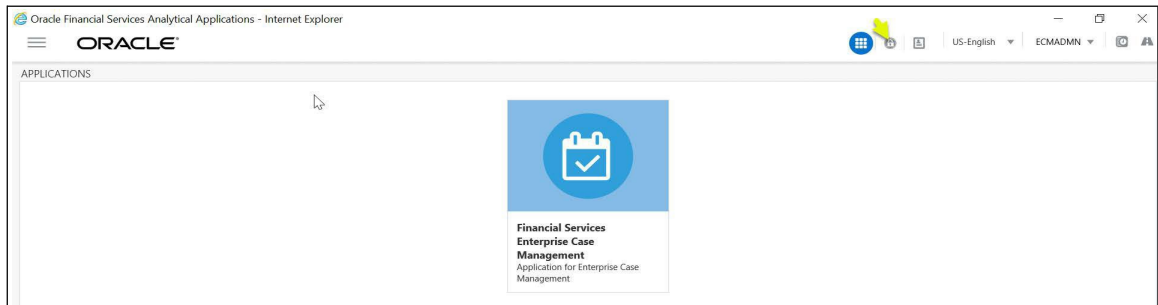 Oracle Financial Services Analytical Applications - Internet Explorer
ORACLE®
US-English
ECMADMN
APPLICATIONS
Financial Services
Enterprise Case
Management
Application for Enterprise Case
Management